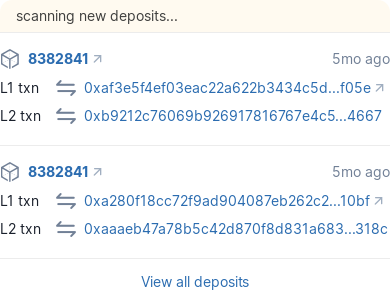 scanning new deposits...
8382841 5mo ago
L1 txn 0xaf3e5f4ef03eac22a622b3434c5d...f05e
L2 txn 0xb9212c76069b926917816767e4c5...4667
8382841 5mo ago
L1 txn 0xa280f18cc72f9ad904087eb262c2...10bf
L2 txn 0xaaaeb47a78b5c42d870f8d831a683...318c
View all deposits